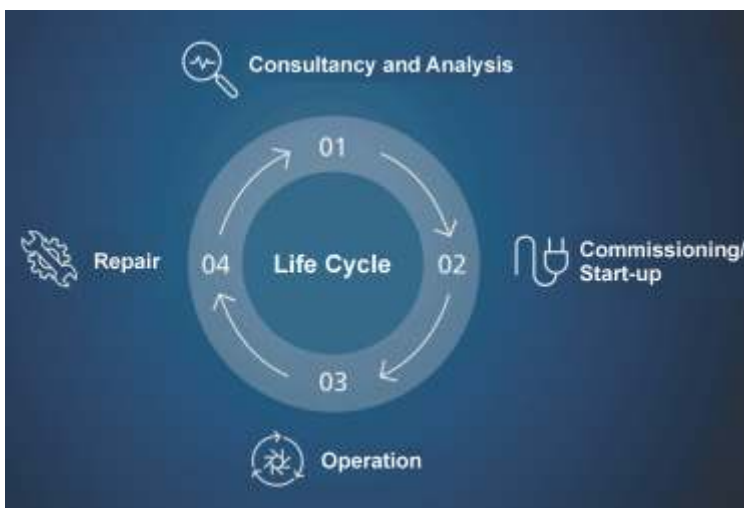 Consultancy and Analysis
01
Repair
04
Life Cycle
02
Commissioning/
Start-up
03
Operation